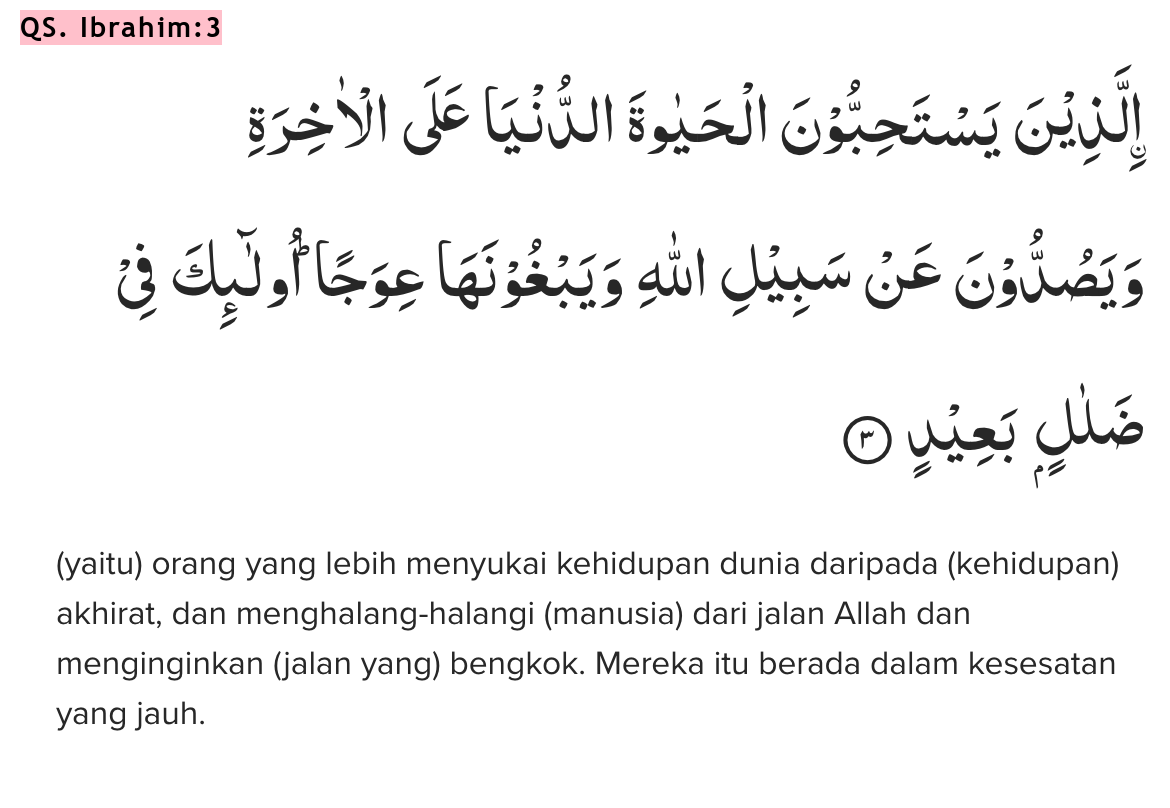 QS. Ibrahim:3
ۨالَّذِيْنَ يَسْتَحِبُّوْنَ الْحَيٰوةَ الدُّنْيَا عَلَى الْاٰخِرَةِ
وَيَصُدُّوْنَ عَنْ سَبِيْلِ اللّٰهِ وَيَبْغُوْنَهَا عِوَجًا ۗ اُولٰۤىِٕكَ فِيْ
ضَلٰلٍۢ بَعِيْدٍ ٣
(yaitu) orang yang lebih menyukai kehidupan dunia daripada (kehidupan)
akhirat, dan menghalang-halangi (manusia) dari jalan Allah dan
menginginkan (jalan yang) bengkok. Mereka itu berada dalam kesesatan
yang jauh.